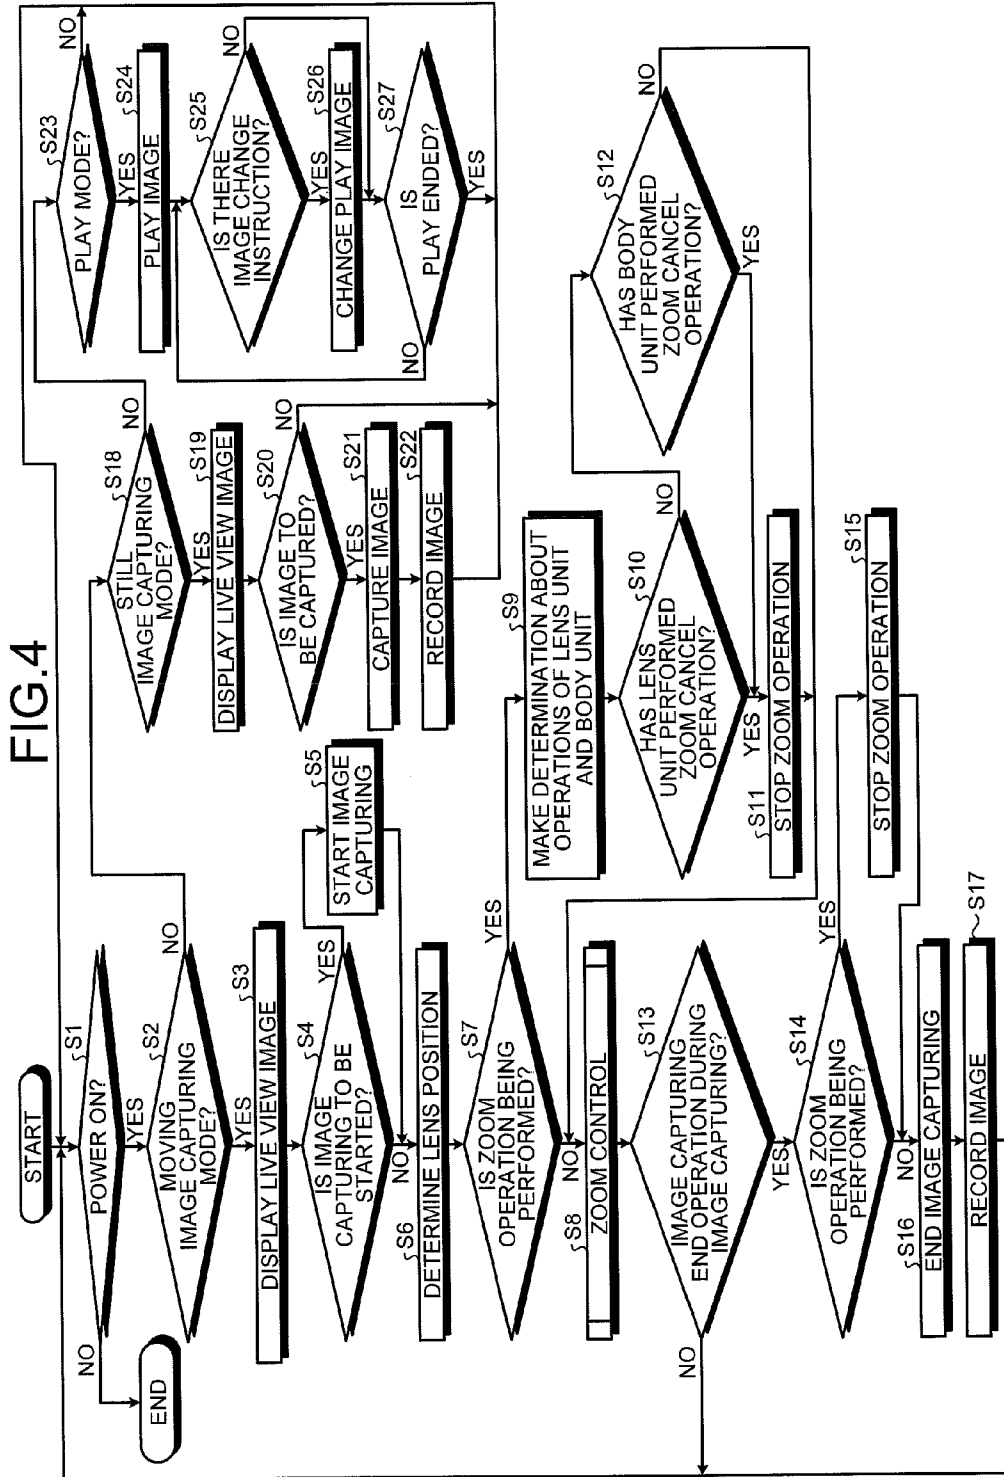 FIG.4
START
POWER ON?
S1
NO
END
YES
MOVING
IMAGE CAPTURING
MODE?
S2
NO
YES
DISPLAY LIVE VIEW IMAGE
S3
IS IMAGE
CAPTURING TO BE
STARTED?
S4
YES
START IMAGE
CAPTURING
S5
NO
S6
DETERMINE LENS POSITION
IS ZOOM
OPERATION BEING
PERFORMED?
S7
YES
NO
S8
ZOOM CONTROL
MAKE DETERMINATION ABOUT
OPERATIONS OF LENS UNIT
AND BODY UNIT
S9
HAS LENS
UNIT PERFORMED
ZOOM CANCEL
OPERATION?
S10
NO
YES
S11
STOP ZOOM OPERATION
HAS BODY
UNIT PERFORMED
ZOOM CANCEL
OPERATION?
S12
NO
YES
IMAGE CAPTURING
END OPERATION DURING
IMAGE CAPTURING?
S13
NO
YES
IS ZOOM
OPERATION BEING
PERFORMED?
S14
YES
STOP ZOOM OPERATION
S15
NO
S16
END IMAGE CAPTURING
RECORD IMAGE
S17
STILL
IMAGE CAPTURING
MODE?
S18
NO
YES
DISPLAY LIVE VIEW IMAGE
S19
IS IMAGE TO
BE CAPTURED?
S20
NO
YES
CAPTURE IMAGE
S21
RECORD IMAGE
S22
PLAY MODE?
S23
NO
YES
PLAY IMAGE
S24
IS THERE
IMAGE CHANGE
INSTRUCTION?
S25
NO
YES
CHANGE PLAY IMAGE
S26
IS
PLAY ENDED?
S27
NO
YES